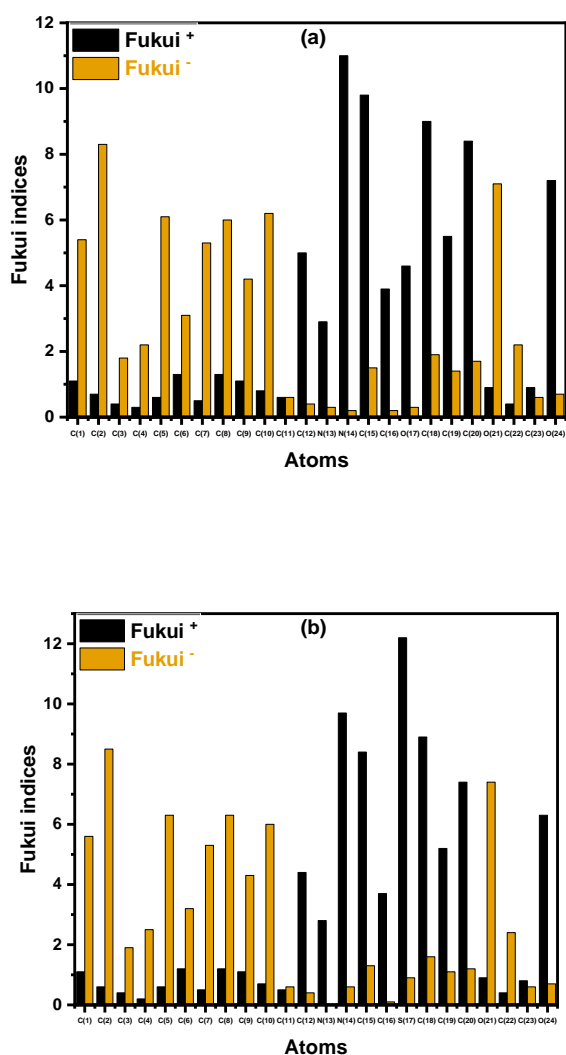 (a)
Fukui +
Fukui -
12
10
8
6
4
2
0
Fukui indices
C(1) C(2) C(3) C(4) C(5) C(6) C(7) C(8) C(9) C(10) C(11) C(12) N(13) N(14) C(15) C(16) O(17) C(18) C(19) C(20) O(21) C(22) C(23) O(24)
Atoms
(b)
Fukui +
Fukui -
12
10
8
6
4
2
0
Fukui indices
C(1) C(2) C(3) C(4) C(5) C(6) C(7) C(8) C(9) C(10) C(11) C(12) N(13) N(14) C(15) C(16) S(17) C(18) C(19) C(20) O(21) C(22) C(23) O(24)
Atoms